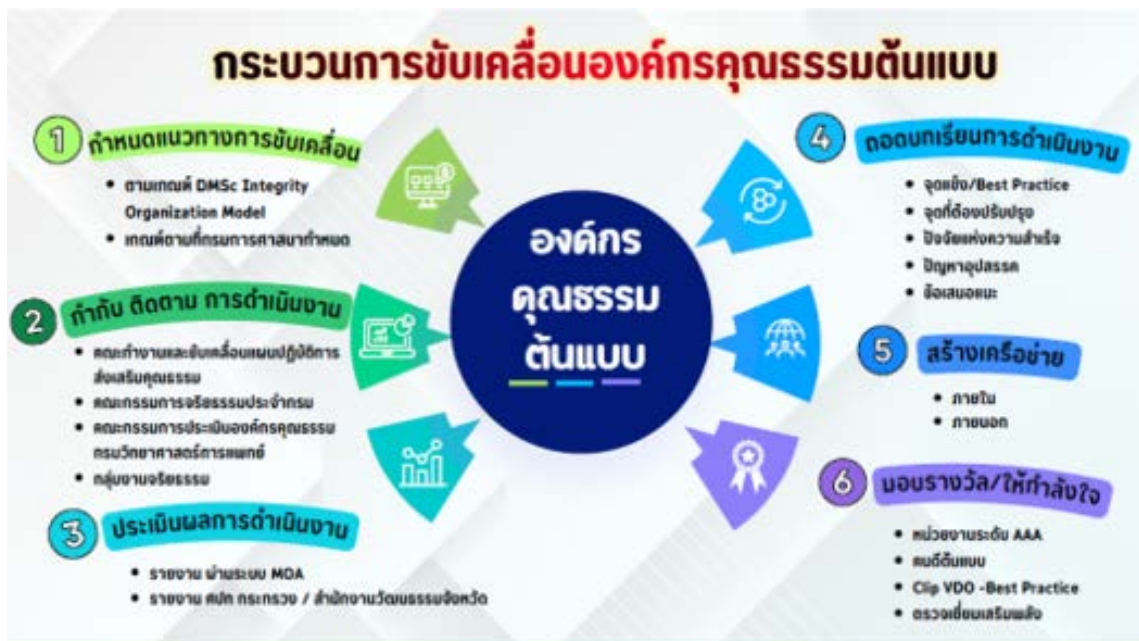 กระบวนการขับเคลื่อนองค์กรคุณธรรมต้นแบบ
1 กำหนดแนวทางการขับเคลื่อน
• ตามเกณฑ์ DMSc Integrity
Organization Model
• เกณฑ์ตามที่กรมการศาสนากำหนด
2 กำกับ ติดตาม การดำเนินงาน
• คณะทำงานและขับเคลื่อนแผนปฏิบัติการ
ส่งเสริมคุณธรรม
• คณะกรรมการจริยธรรมประจำกรม
• คณะกรรมการประเมินองค์กรคุณธรรม
กรมวิทยาศาสตร์การแพทย์
• กลุ่มงานจริยธรรม
3 ประเมินผลการดำเนินงาน
• รายงาน ผ่านระบบ MOA
• รายงาน ศปท กระทรวง / สำนักงานวัฒนธรรมจังหวัด
องค์กร
คุณธรรม
ต้นแบบ
4 ถอดบทเรียนการดำเนินงาน
• จุดแข็ง/Best Practice
• จุดที่ต้องปรับปรุง
• ปัจจัยแห่งความสำเร็จ
• ปัญหาอุปสรรค
• ข้อเสนอแนะ
5 สร้างเครือข่าย
• ภายใน
• ภายนอก
6 มอบรางวัล/ให้กำลังใจ
• หน่วยงานระดับ AAA
• คนดีต้นแบบ
• Clip VDO -Best Practice
• ตรวจเยี่ยมเสริมพลัง